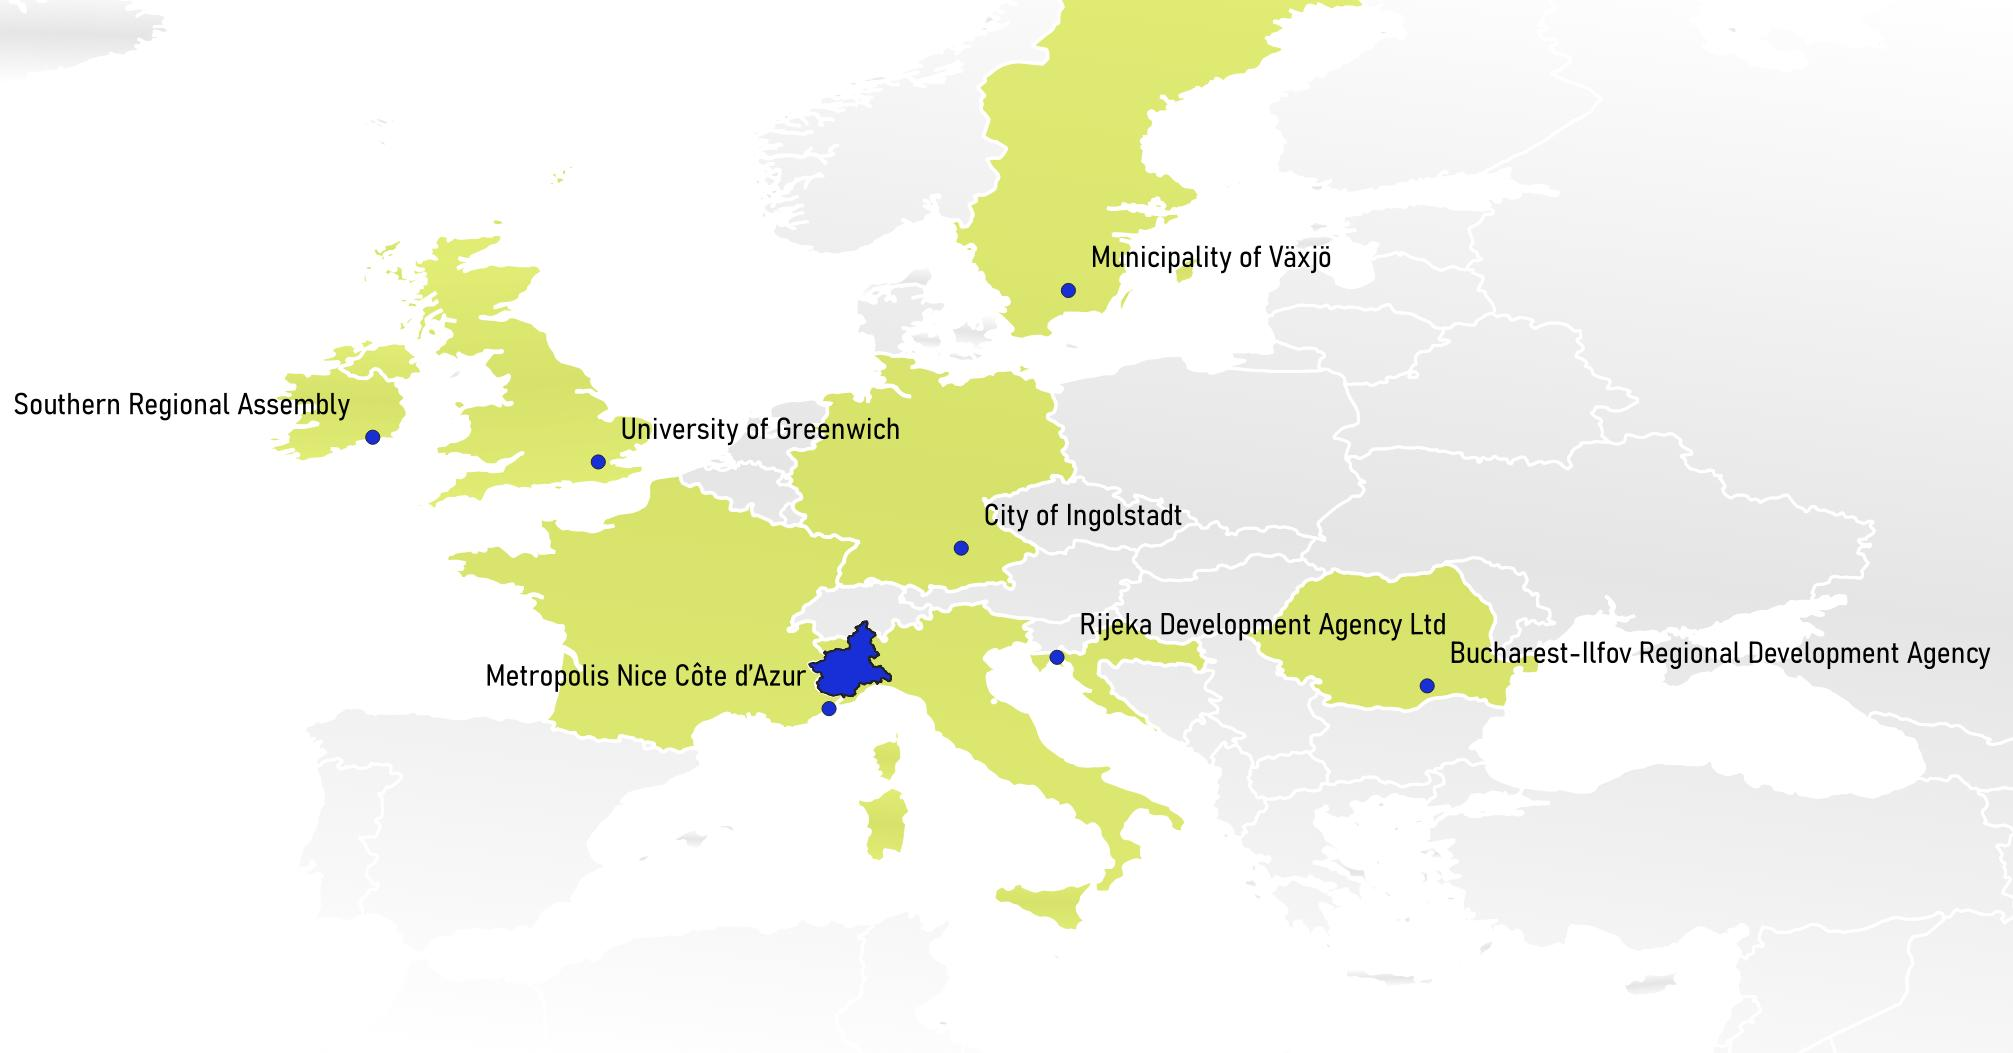 Municipality of Växjö
Southern Regional Assembly
University of Greenwich
City of Ingolstadt
Rijeka Development Agency Ltd
Bucharest-Ilfov Regional Development Agency
Metropolis Nice Côte d’Azur